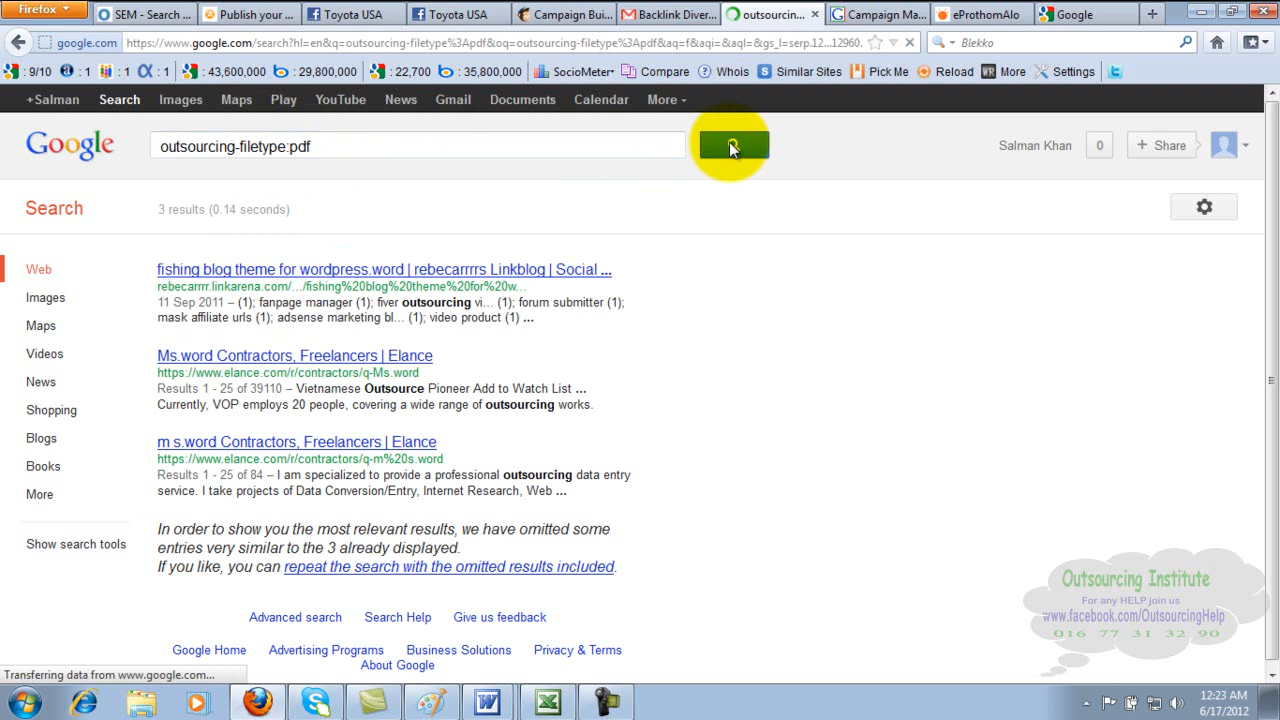 Firefox
SEM - Search ...
Publish your ...
Toyota USA
Toyota USA
Campaign Bui...
Backlink Diver...
outsourcin...
Campaign Ma...
eProthomAlo
Google
google.com
https://www.google.com/search?hl=en&q=outsourcing-filetype%3Apdf&oq=outsourcing-filetype%3Apdf&aq=f&aqi=&aql=&gs_l=serp.12...12960.
Blekko
: 9/10
: 1
: 1
: 1
: 43,600,000
: 29,800,000
: 22,700
: 35,800,000
SocioMeter
Compare
Whois
Similar Sites
Pick Me
Reload
WR More
Settings
+Salman Search Images Maps Play YouTube News Gmail Documents Calendar More
Google
outsourcing-filetype:pdf
Salman Khan
0
+ Share
Search
3 results (0.14 seconds)
Web
Images
Maps
Videos
News
Shopping
Blogs
Books
More
Show search tools
fishing blog theme for wordpress.word | rebecarrrrs Linkblog | Social ...
rebecarrrr.linkarena.com/.../fishing%20blog%20theme%20for%20w...
11 Sep 2011 – (1); fanpage manager (1); fiver outsourcing vi... (1); forum submitter (1);
mask affiliate urls (1); adsense marketing bl... (1); video product (1) ...
Ms.word Contractors, Freelancers | Elance
https://www.elance.com/r/contractors/q-Ms.word
Results 1 - 25 of 39110 – Vietnamese Outsource Pioneer Add to Watch List ...
Currently, VOP employs 20 people, covering a wide range of outsourcing works.
m s.word Contractors, Freelancers | Elance
https://www.elance.com/r/contractors/q-m%20s.word
Results 1 - 25 of 84 – I am specialized to provide a professional outsourcing data entry
service. I take projects of Data Conversion/Entry, Internet Research, Web ...
In order to show you the most relevant results, we have omitted some
entries very similar to the 3 already displayed.
If you like, you can repeat the search with the omitted results included.
Advanced search Search Help Give us feedback
Google Home Advertising Programs Business Solutions Privacy & Terms
About Google
Outsourcing Institute
For any HELP join us
www.facebook.com/OutsourcingHelp
016 77 31 32 90
Transferring data from www.google.com...
12:23 AM
6/17/2012